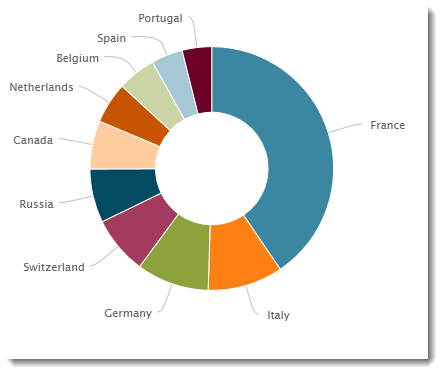 Portugal
Spain
Belgium
Netherlands
Canada
Russia
Switzerland
Germany
Italy
France